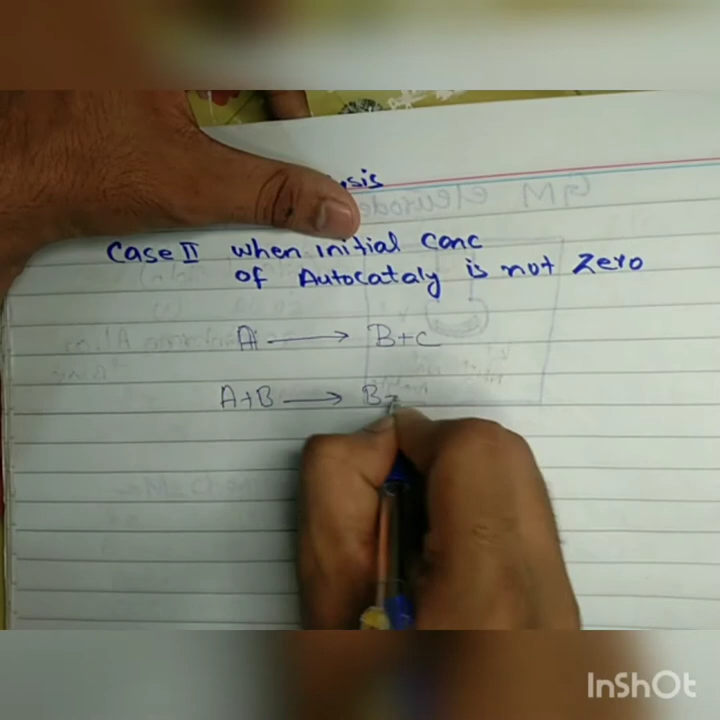 Case II when initial conc
of Autocataly is not Zero
A → B+C
A+B → B+
InShOt